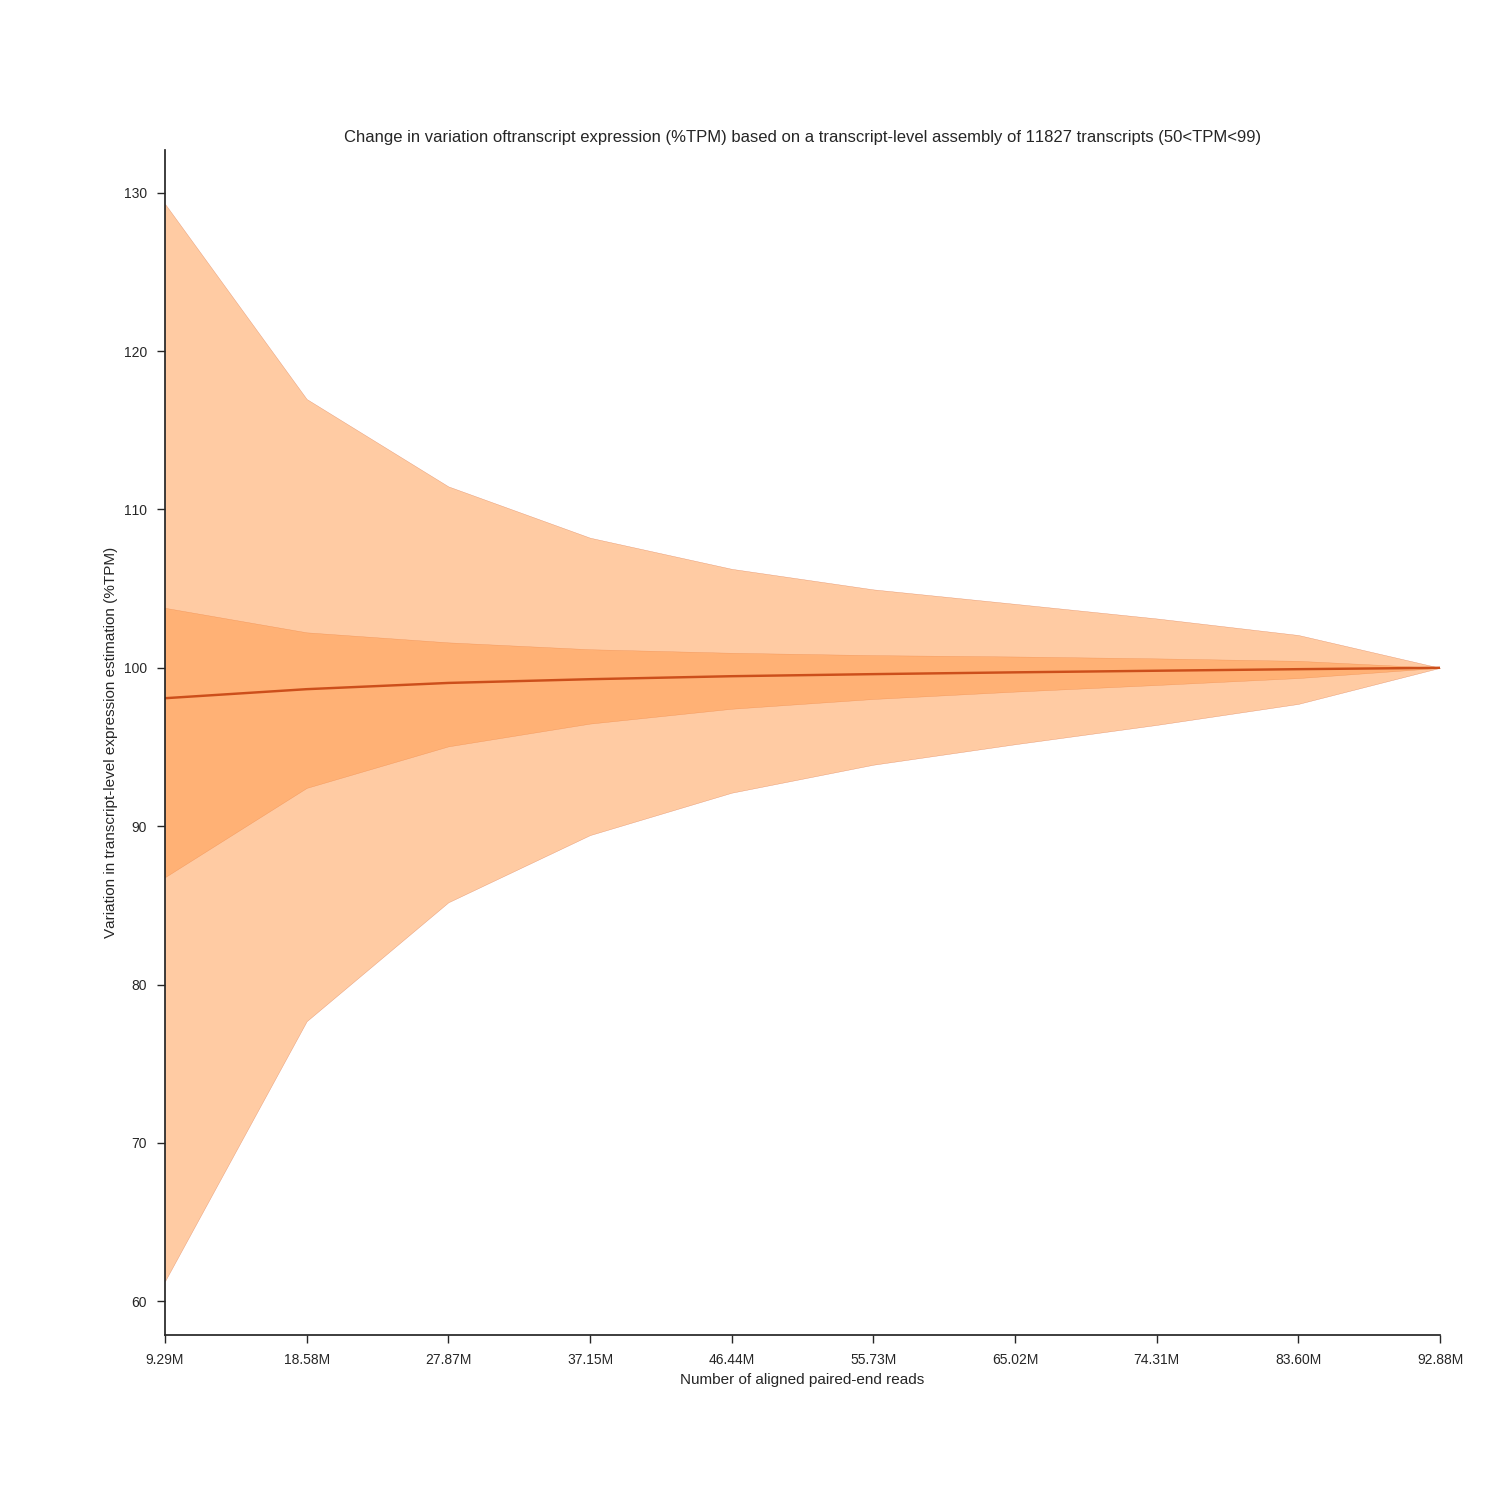 Change in variation oftranscript expression (%TPM) based on a transcript-level assembly of 11827 transcripts (50<TPM<99)
130
120
110
100
90
80
70
60
Variation in transcript-level expression estimation (%TPM)
9.29M 18.58M 27.87M 37.15M 46.44M 55.73M 65.02M 74.31M 83.60M 92.88M
Number of aligned paired-end reads